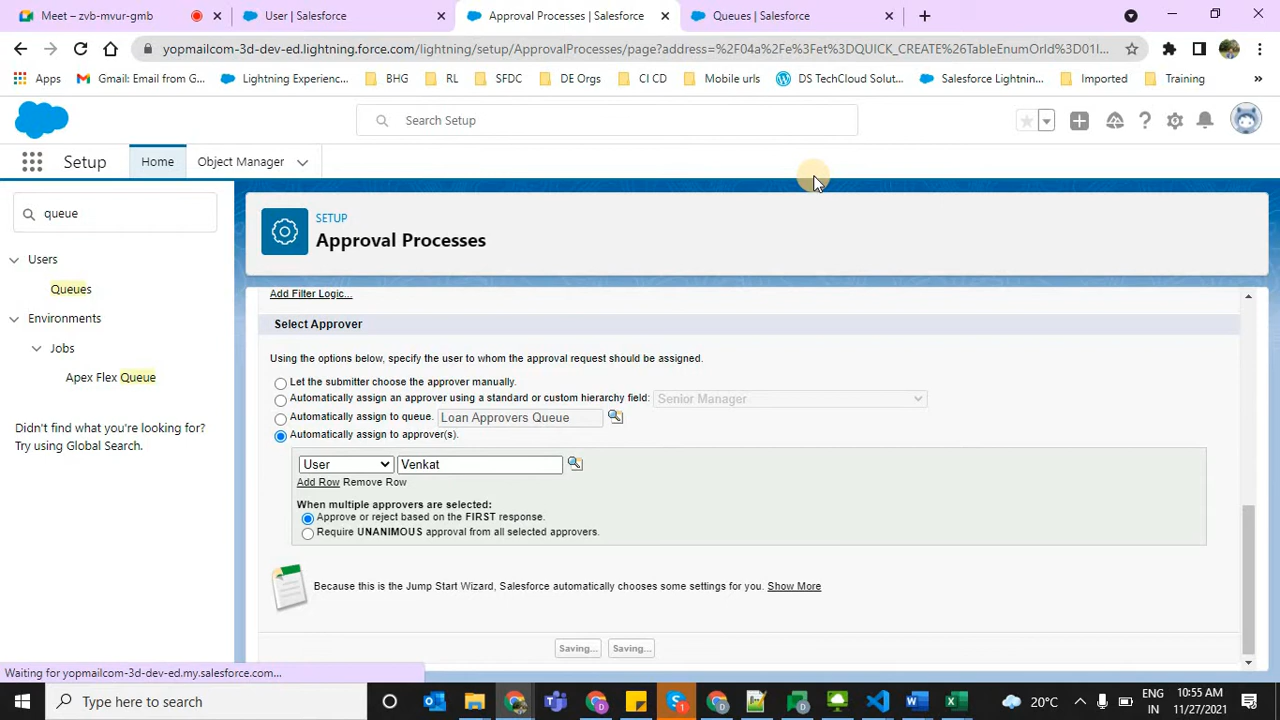 Meet – zvb-mvur-gmb
User | Salesforce
Approval Processes | Salesforce
Queues | Salesforce
yopmailcom-3d-dev-ed.lightning.force.com/lightning/setup/ApprovalProcesses/page?address=%2F04a%2Fe%3Fet%3DQUICK_CREATE%26TableEnumOrId%3D01I...
Apps
Gmail: Email from G...
Lightning Experienc...
BHG
RL
SFDC
DE Orgs
CI CD
Mobile urls
DS TechCloud Solut...
Salesforce Lightnin...
Imported
Training
»
Search Setup
Setup
Home
Object Manager
queue
Users
Queues
Environments
Jobs
Apex Flex Queue
Didn't find what you're looking for?
Try using Global Search.
SETUP
Approval Processes
Add Filter Logic...
Select Approver
Using the options below, specify the user to whom the approval request should be assigned.
Let the submitter choose the approver manually.
Automatically assign an approver using a standard or custom hierarchy field: Senior Manager
Automatically assign to queue. Loan Approvers Queue
Automatically assign to approver(s).
User Venkat
Add Row Remove Row
When multiple approvers are selected:
Approve or reject based on the FIRST response.
Require UNANIMOUS approval from all selected approvers.
Because this is the Jump Start Wizard, Salesforce automatically chooses some settings for you. Show More
Saving... Saving...
Waiting for yopmailcom-3d-dev-ed.my.salesforce.com...
Type here to search
1
20°C
ENG
IN
10:55 AM
11/27/2021